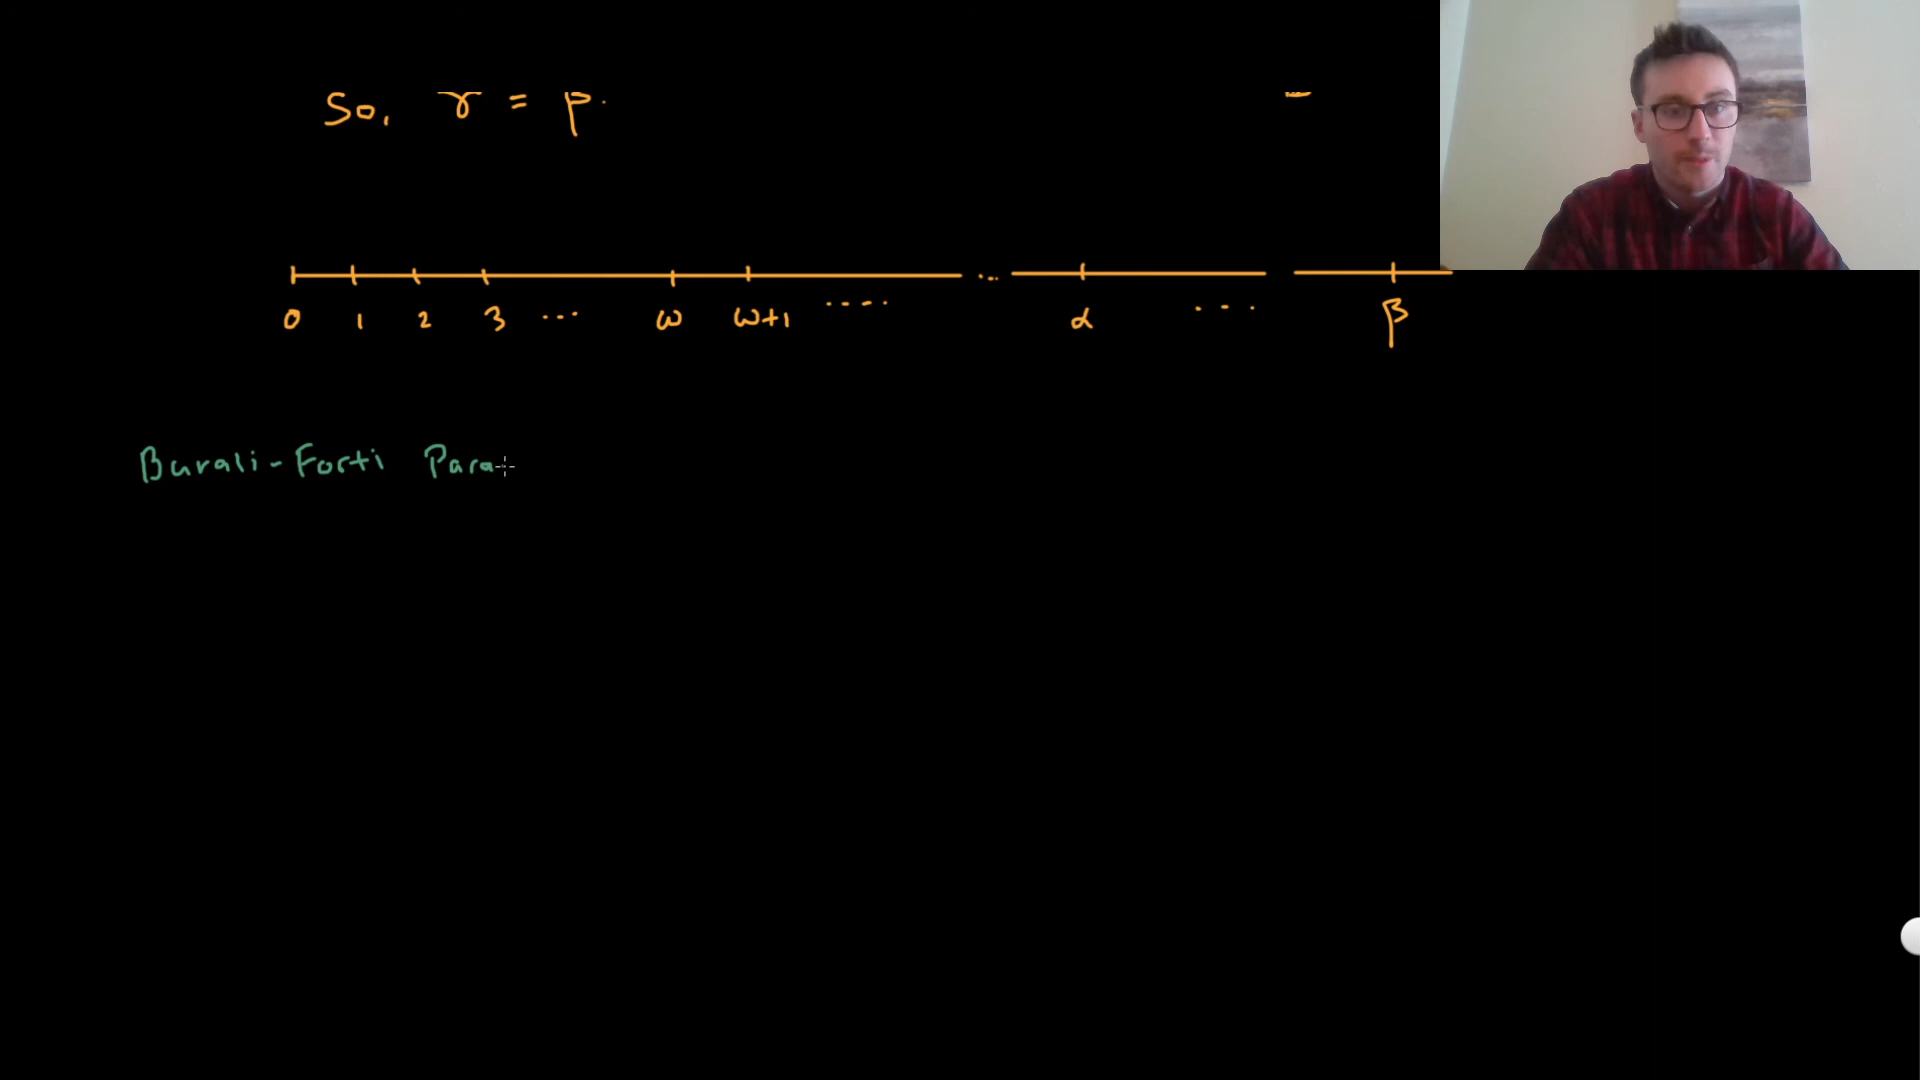 So, γ = β.
0 1 2 3 ... ω ω+1 .... ... α ... β
Burali-Forti Para